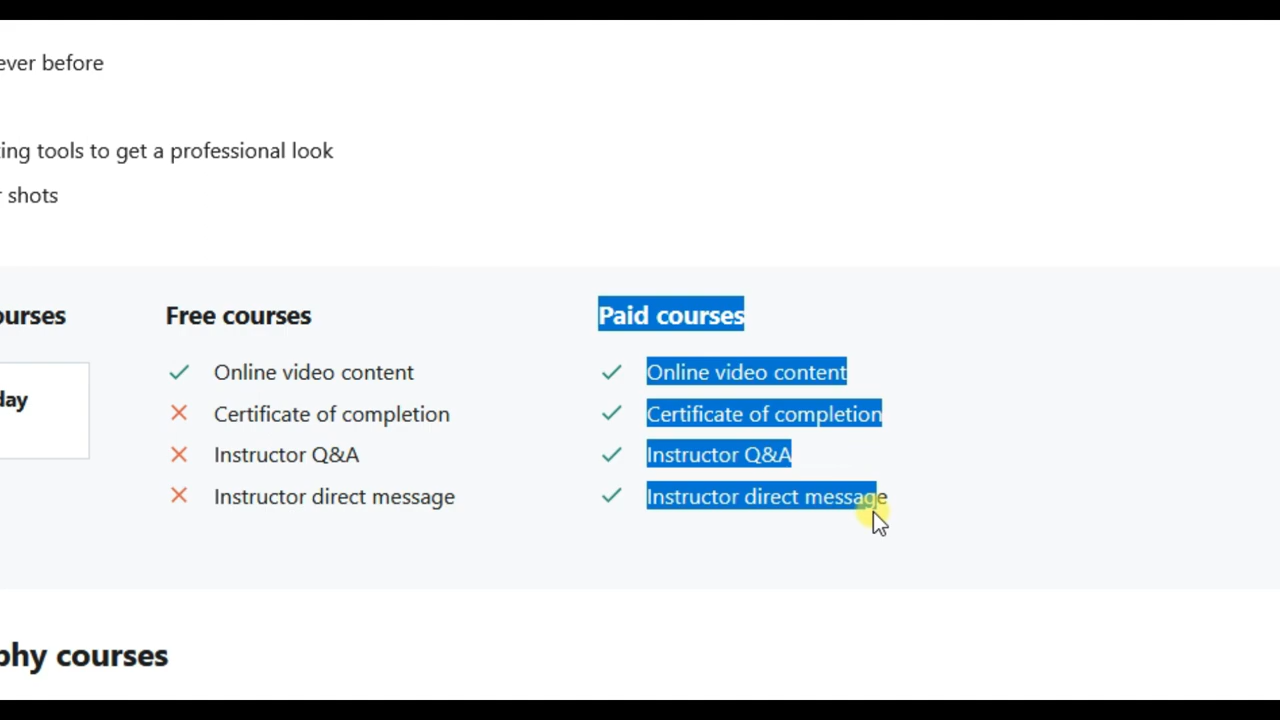 ever before
ing tools to get a professional look
shots
ourses
day
Free courses
Online video content
Certificate of completion
Instructor Q&A
Instructor direct message
Paid courses
Online video content
Certificate of completion
Instructor Q&A
Instructor direct message
phy courses